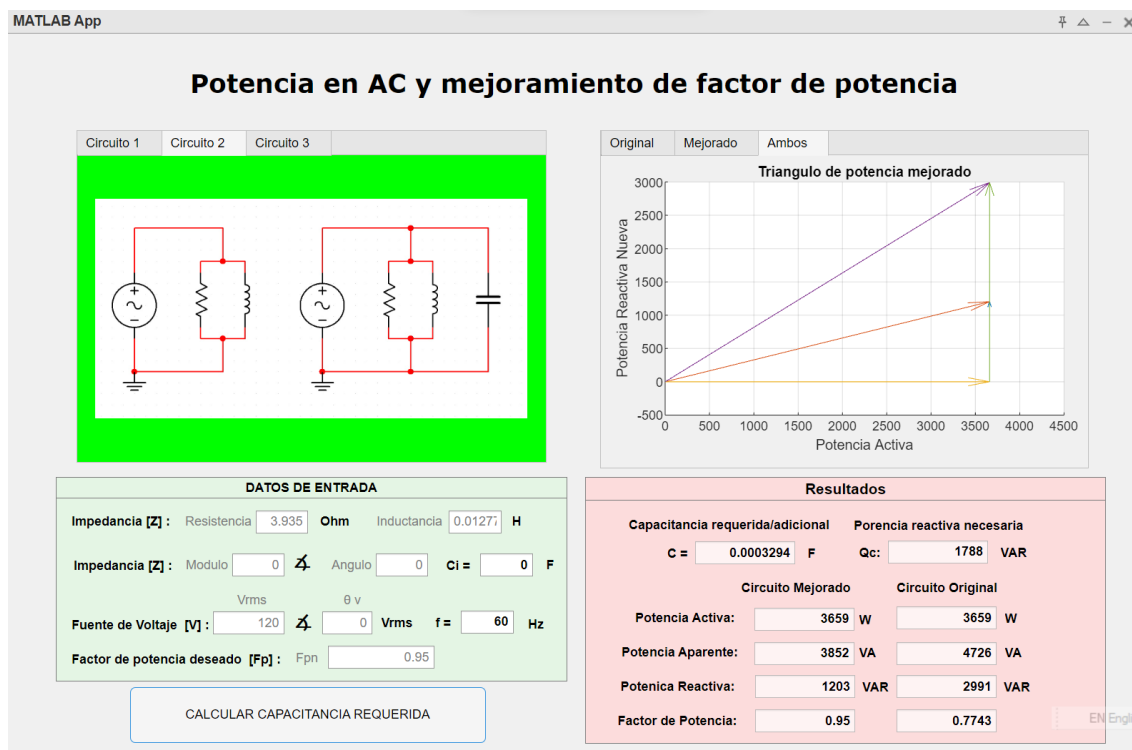 MATLAB App
Potencia en AC y mejoramiento de factor de potencia
Circuito 1 Circuito 2 Circuito 3
Original Mejorado Ambos
Triangulo de potencia mejorado
Potencia Reactiva Nueva
3000
2500
2000
1500
1000
500
0
-500
0 500 1000 1500 2000 2500 3000 3500 4000 4500
Potencia Activa
DATOS DE ENTRADA
Impedancia [Z] : Resistencia 3.935 Ohm Inductancia 0.01277 H
Impedancia [Z] : Modulo 0 ∡ Angulo 0 Ci = 0 F
Vrms θ v
Fuente de Voltaje [V] : 120 ∡ 0 Vrms f = 60 Hz
Factor de potencia deseado [Fp] : Fpn 0.95
CALCULAR CAPACITANCIA REQUERIDA
Resultados
Capacitancia requerida/adicional Porencia reactiva necesaria
C = 0.0003294 F Qc: 1788 VAR
Circuito Mejorado Circuito Original
Potencia Activa: 3659 W 3659 W
Potencia Aparente: 3852 VA 4726 VA
Potenica Reactiva: 1203 VAR 2991 VAR
Factor de Potencia: 0.95 0.7743
EN